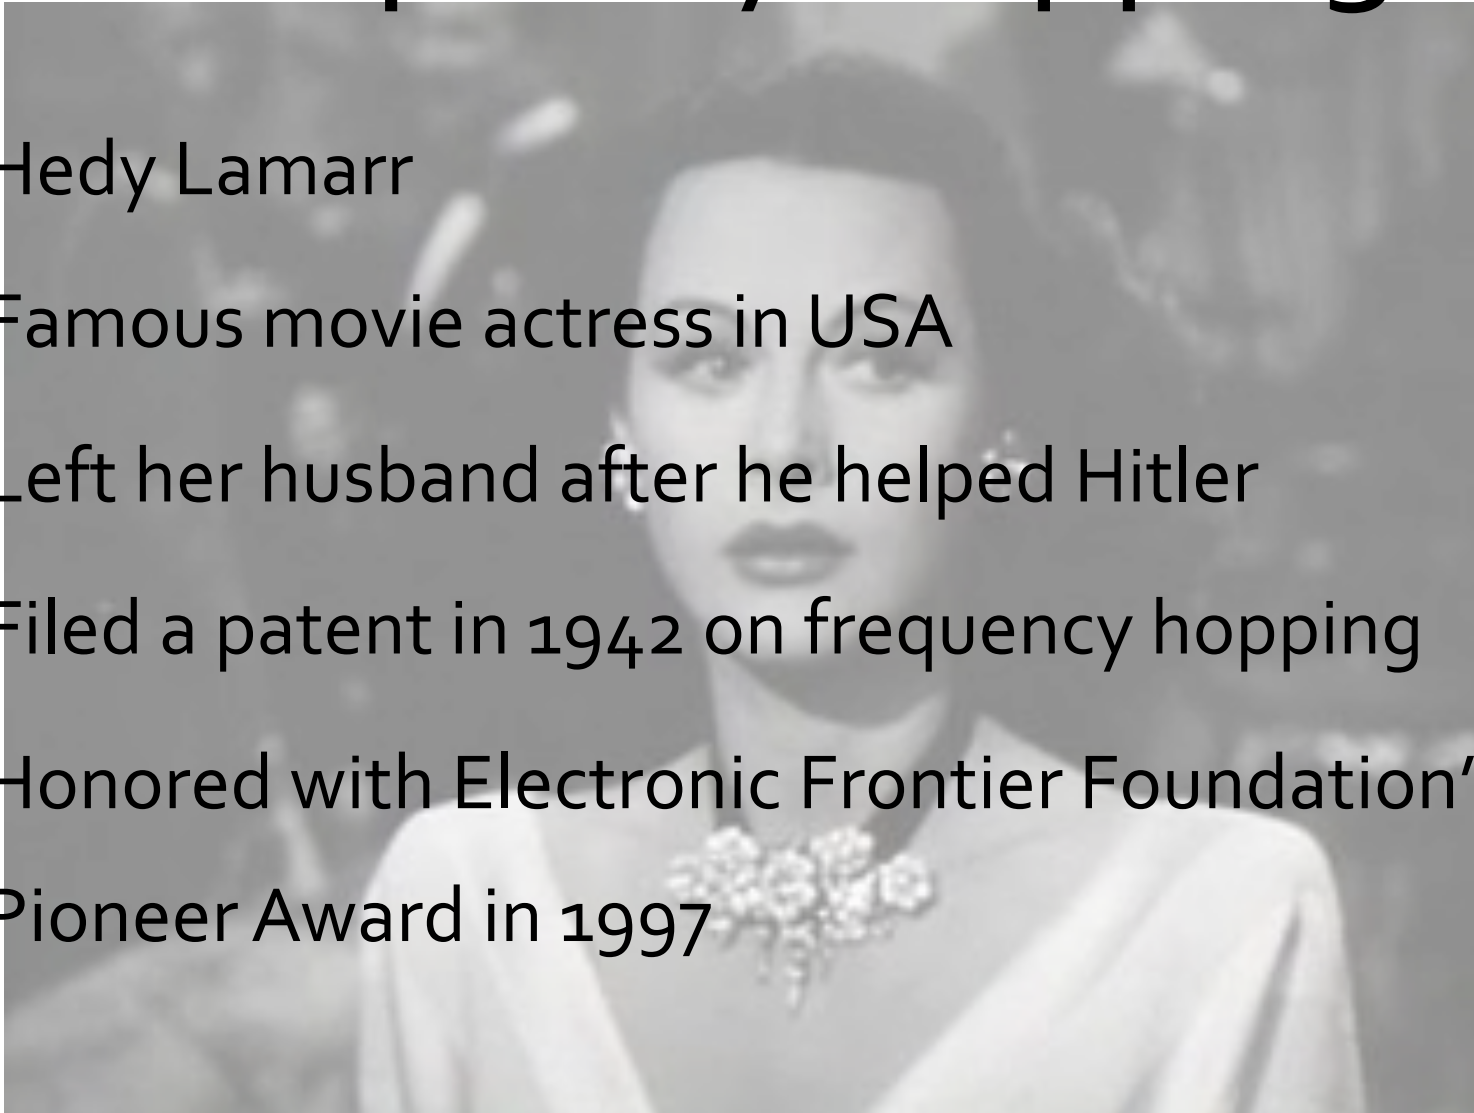 Hedy Lamarr
Famous movie actress in USA
Left her husband after he helped Hitler
Filed a patent in 1942 on frequency hopping
Honored with Electronic Frontier Foundation'
Pioneer Award in 1997